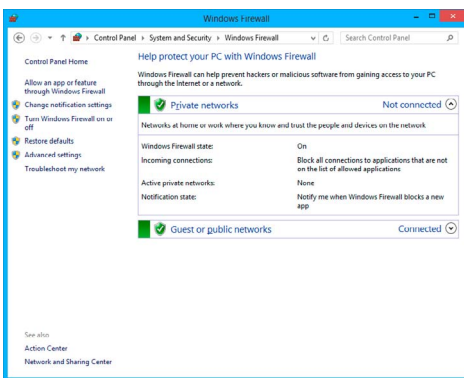 Windows Firewall
Control Panel ▸ System and Security ▸ Windows Firewall
Search Control Panel
Control Panel Home
Allow an app or feature
through Windows Firewall
Change notification settings
Turn Windows Firewall on or
off
Restore defaults
Advanced settings
Troubleshoot my network
See also
Action Center
Network and Sharing Center
Help protect your PC with Windows Firewall
Windows Firewall can help prevent hackers or malicious software from gaining access to your PC
through the Internet or a network.
Private networks Not connected
Networks at home or work where you know and trust the people and devices on the network
Windows Firewall state: On
Incoming connections: Block all connections to applications that are not
on the list of allowed applications
Active private networks: None
Notification state: Notify me when Windows Firewall blocks a new
app
Guest or public networks Connected